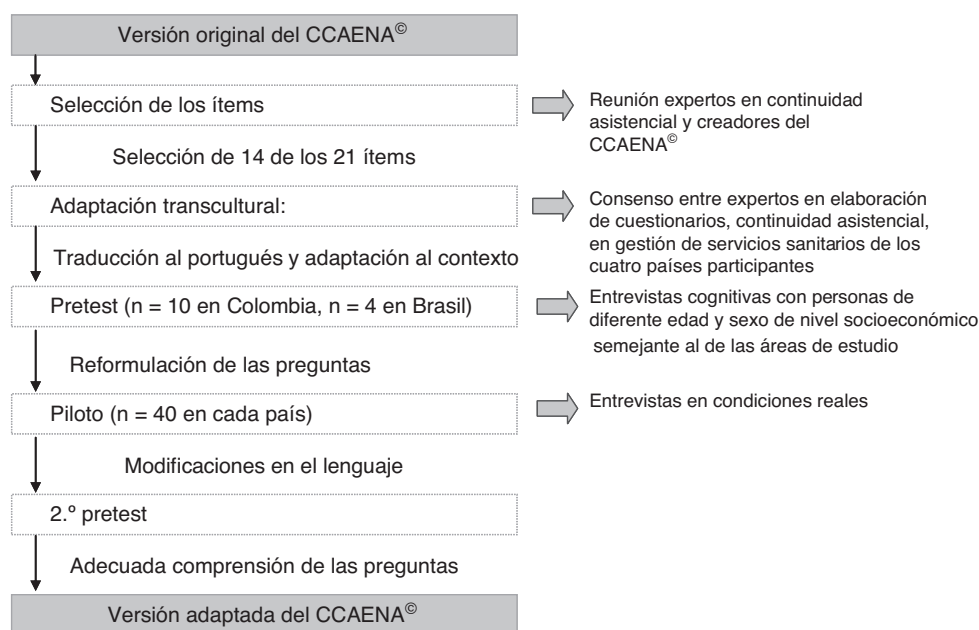 Versión original del CCAENA©
Selección de los ítems
Reunión expertos en continuidad
asistencial y creadores del
CCAENA©
Selección de 14 de los 21 ítems
Adaptación transcultural:
Consenso entre expertos en elaboración
de cuestionarios, continuidad asistencial,
en gestión de servicios sanitarios de los
cuatro países participantes
Traducción al portugués y adaptación al contexto
Pretest (n = 10 en Colombia, n = 4 en Brasil)
Entrevistas cognitivas con personas de
diferente edad y sexo de nivel socioeconómico
semejante al de las áreas de estudio
Reformulación de las preguntas
Piloto (n = 40 en cada país)
Entrevistas en condiciones reales
Modificaciones en el lenguaje
2.º pretest
Adecuada comprensión de las preguntas
Versión adaptada del CCAENA©